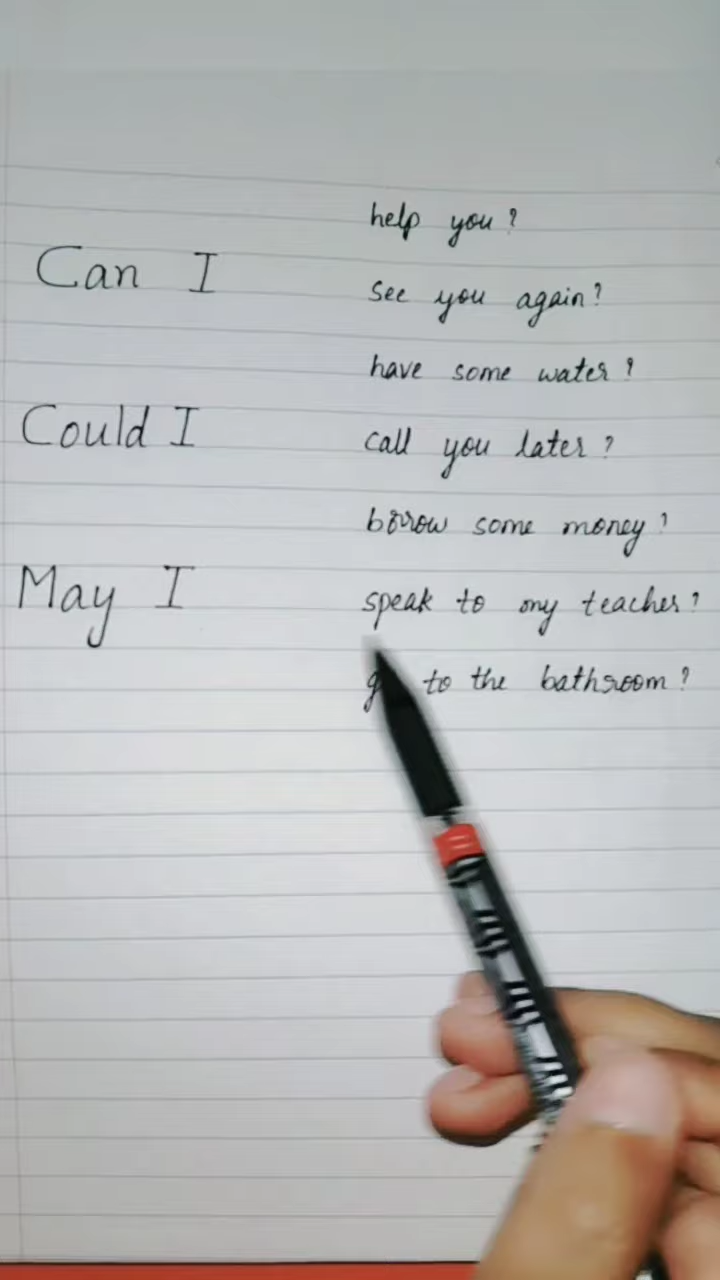 help you?
Can I
see you again?
have some water?
Could I
call you later?
borrow some money?
May I
speak to my teacher?
to the bathroom?